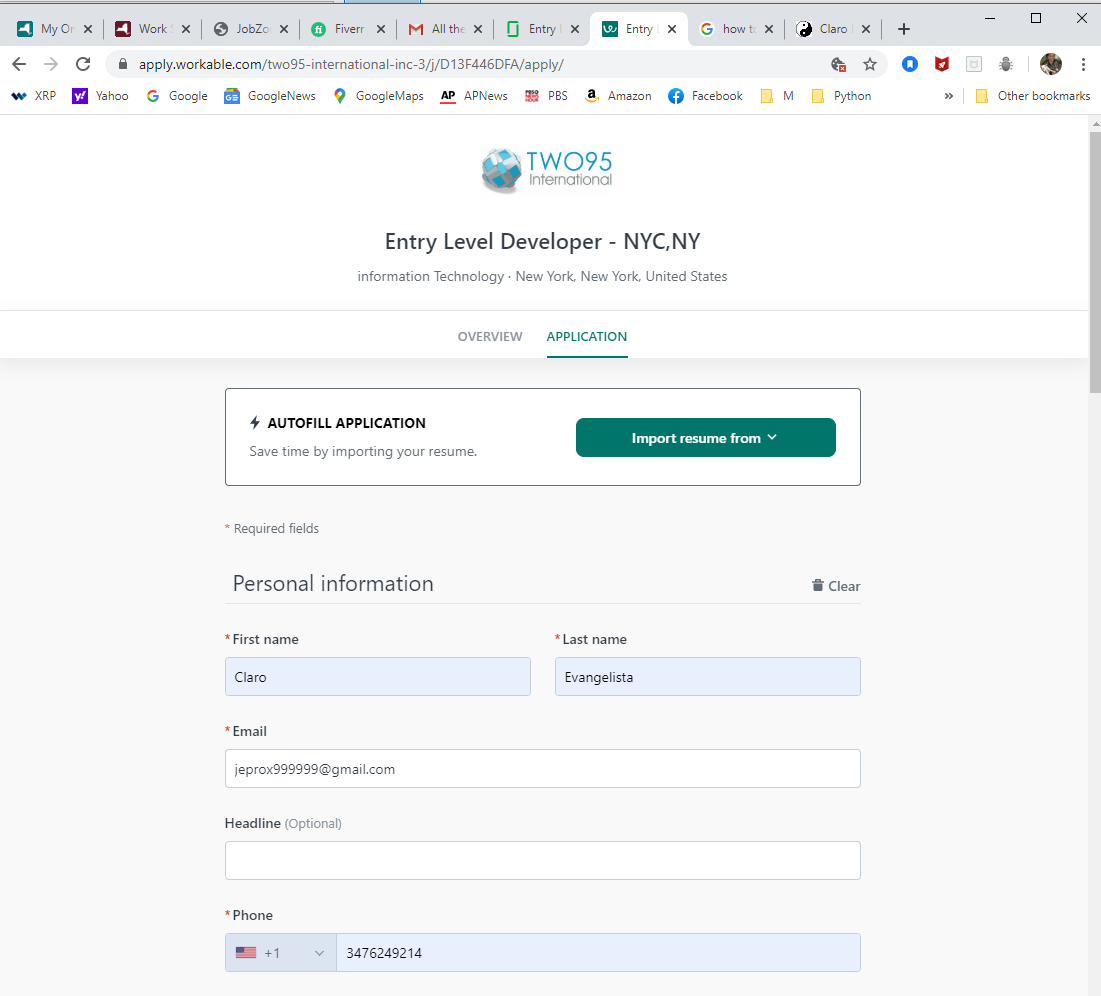 My Or
Work S
JobZo
Fiverr
All the
Entry
Entry
how to
Claro
apply.workable.com/two95-international-inc-3/j/D13F446DFA/apply/
XRP Yahoo Google GoogleNews GoogleMaps AP APNews PBS Amazon Facebook M Python » Other bookmarks
TWO95
International
Entry Level Developer - NYC,NY
information Technology · New York, New York, United States
OVERVIEW APPLICATION
AUTOFILL APPLICATION
Save time by importing your resume.
Import resume from
* Required fields
Personal information
Clear
* First name
* Last name
Claro
Evangelista
* Email
jeprox999999@gmail.com
Headline (Optional)
* Phone
+1
3476249214